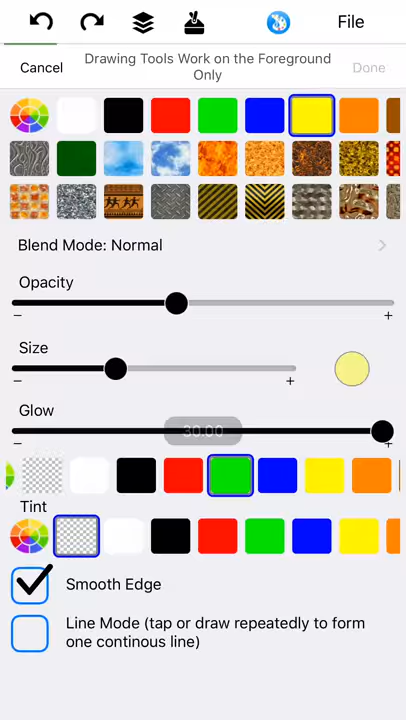 File
Cancel
Drawing Tools Work on the Foreground
Only
Done
Blend Mode: Normal
Opacity
− +
Size
− +
Glow
30.00
− +
Tint
Smooth Edge
Line Mode (tap or draw repeatedly to form
one continous line)